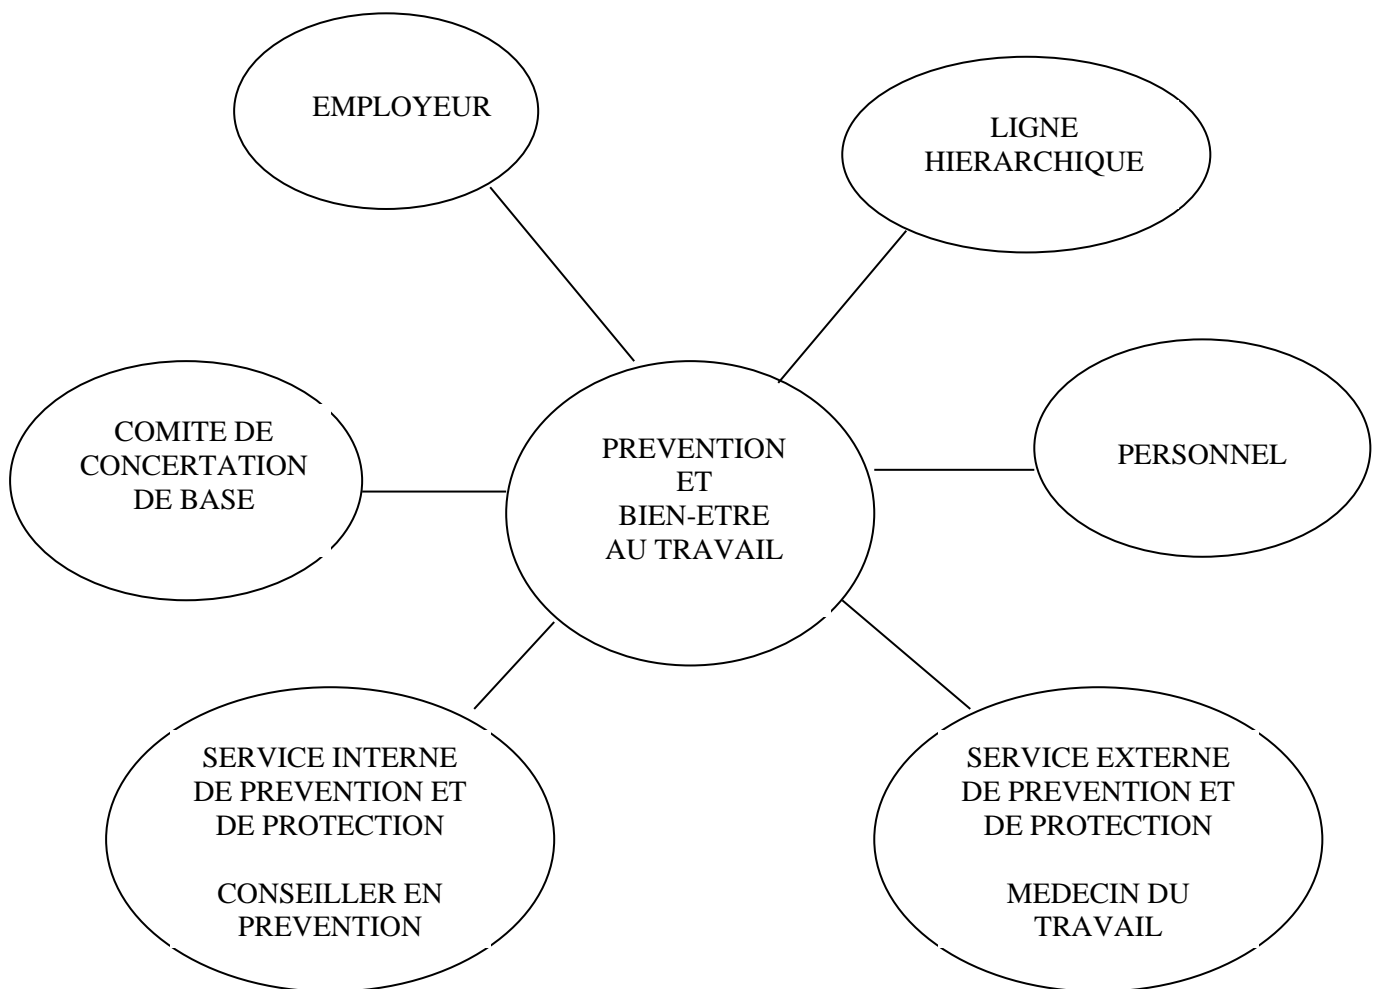 EMPLOYEUR
LIGNE
HIERARCHIQUE
COMITE DE
CONCERTATION
DE BASE
PREVENTION
ET
BIEN-ETRE
AU TRAVAIL
PERSONNEL
SERVICE INTERNE
DE PREVENTION ET
DE PROTECTION
CONSEILLER EN
PREVENTION
SERVICE EXTERNE
DE PREVENTION ET
DE PROTECTION
MEDECIN DU
TRAVAIL